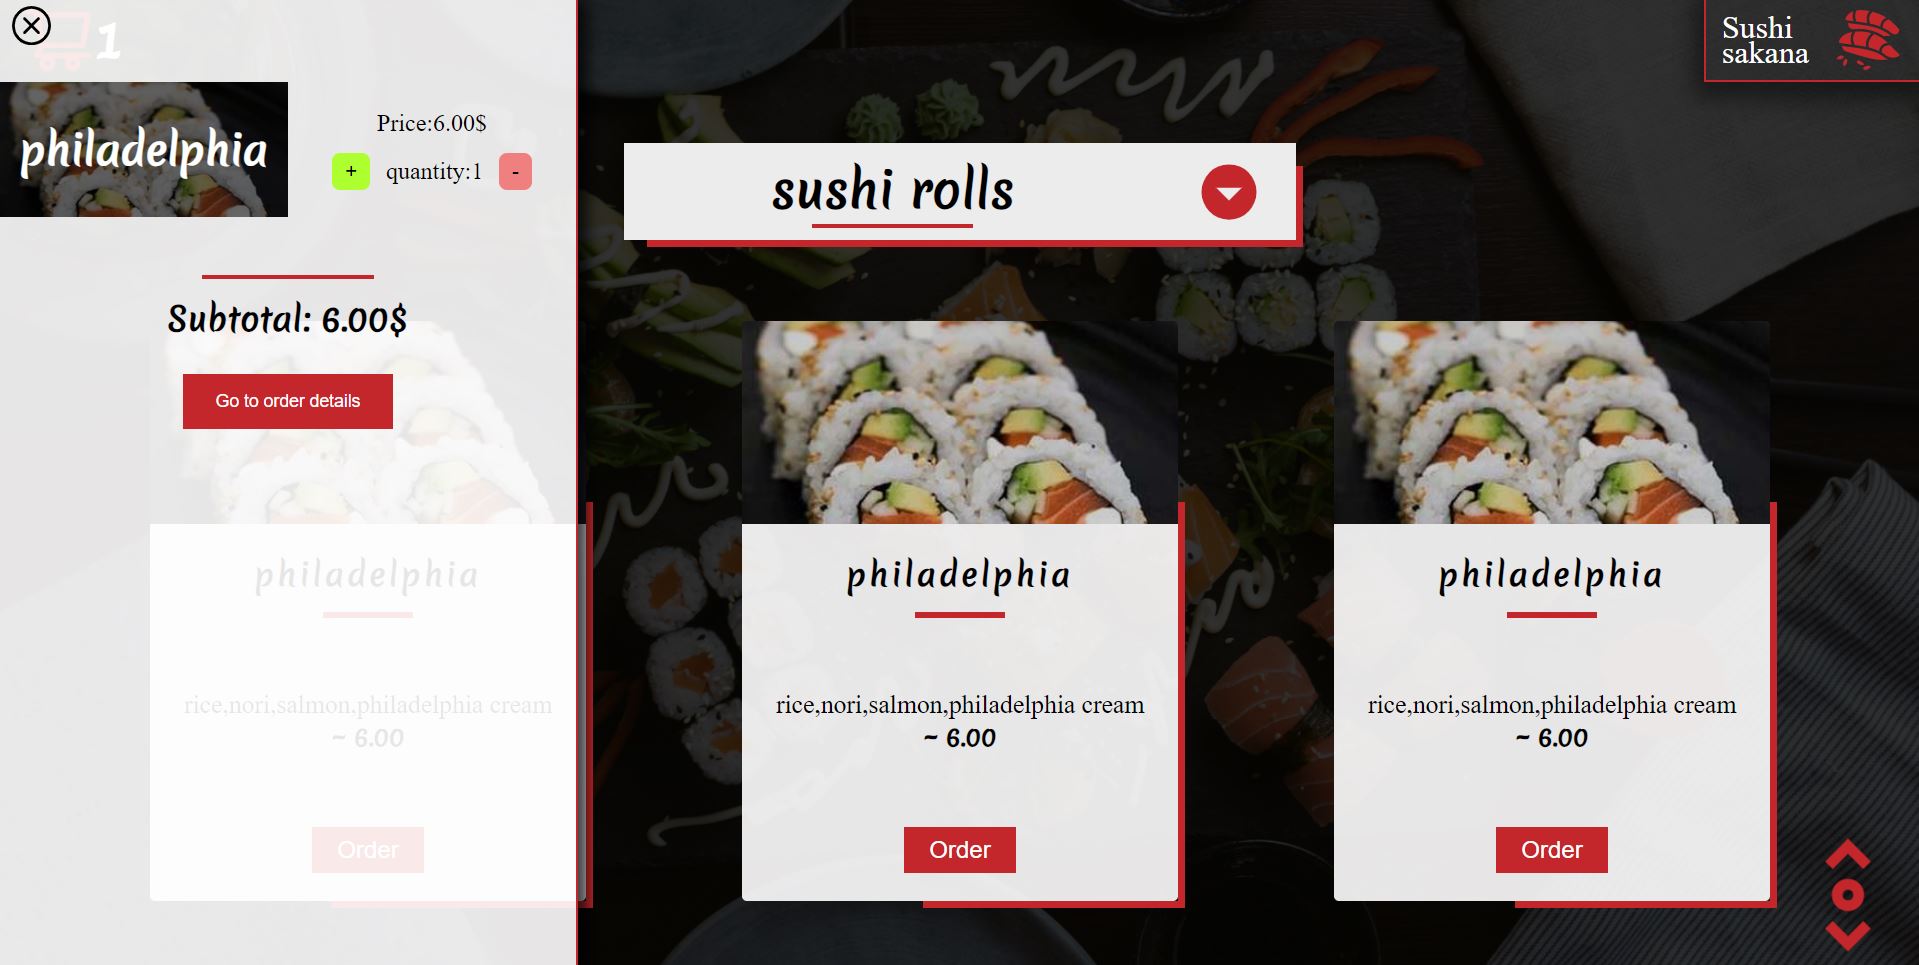 1
philadelphia
Price:6.00$
+ quantity:1 -
Subtotal: 6.00$
Go to order details
Sushi
sakana
sushi rolls
philadelphia
rice,nori,salmon,philadelphia cream
~ 6.00
Order
philadelphia
rice,nori,salmon,philadelphia cream
~ 6.00
Order
philadelphia
rice,nori,salmon,philadelphia cream
~ 6.00
Order